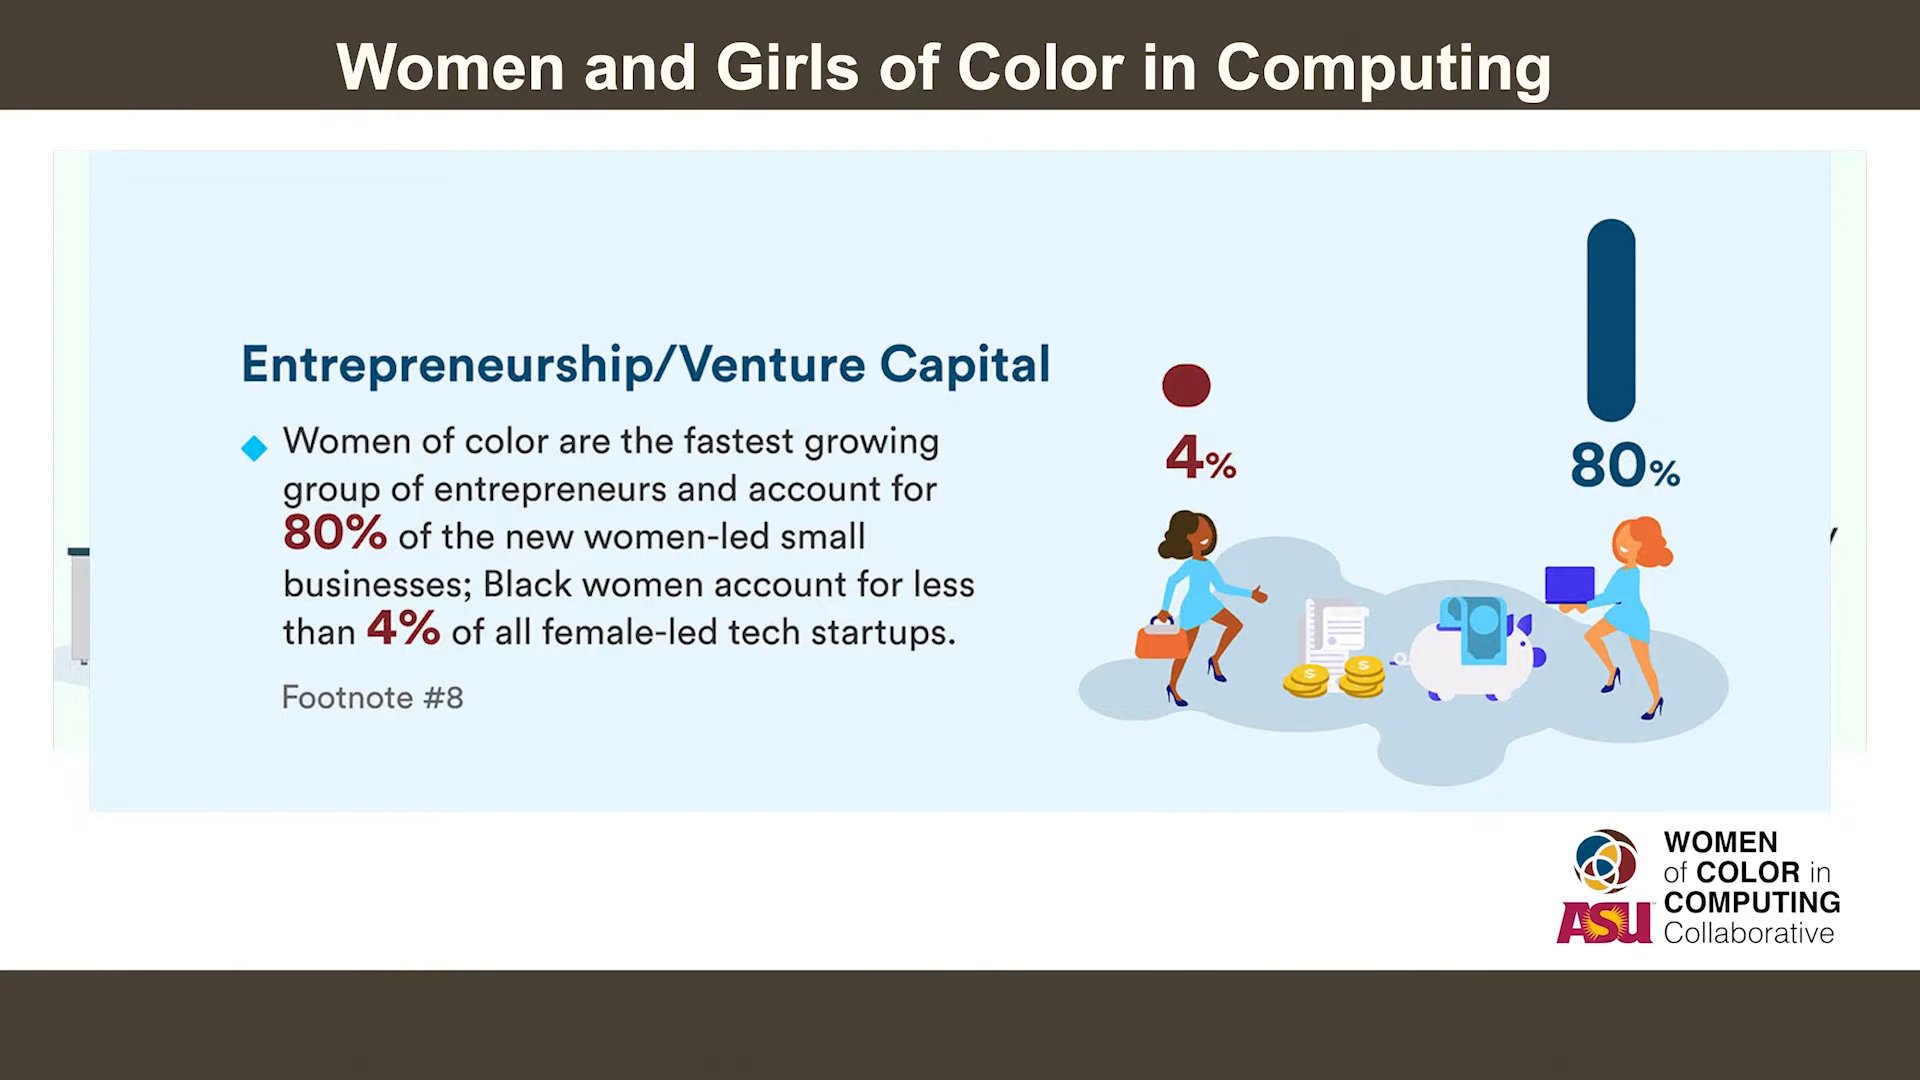 Women and Girls of Color in Computing
Entrepreneurship/Venture Capital
Women of color are the fastest growing
group of entrepreneurs and account for
80% of the new women-led small
businesses; Black women account for less
than 4% of all female-led tech startups.
Footnote #8
4%
80%
$
$
WOMEN
of COLOR in
COMPUTING
Collaborative
ASU